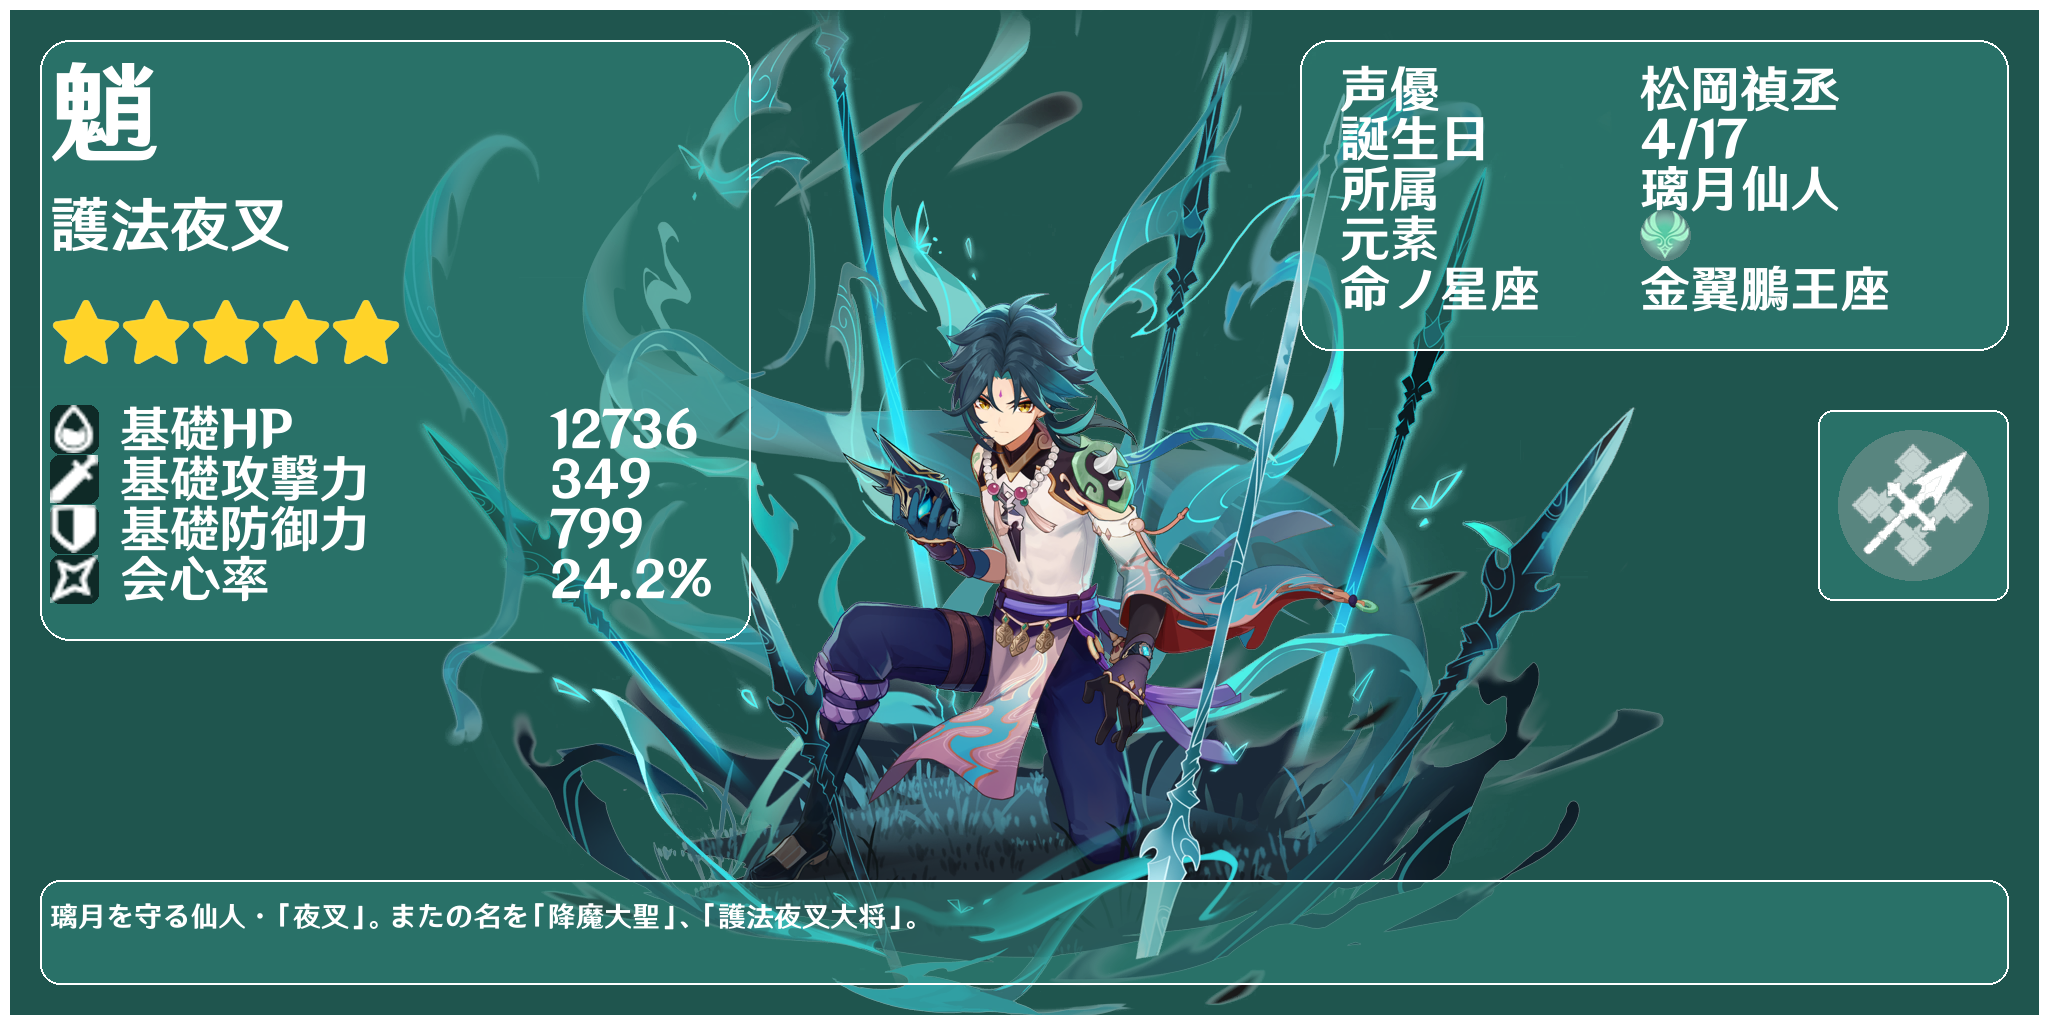 魈
護法夜叉
基礎HP 12736
基礎攻撃力 349
基礎防御力 799
会心率 24.2%
声優 松岡禎丞
誕生日 4/17
所属 璃月仙人
元素
命ノ星座 金翼鵬王座
璃月を守る仙人・「夜叉」。またの名を「降魔大聖」、「護法夜叉大将」。